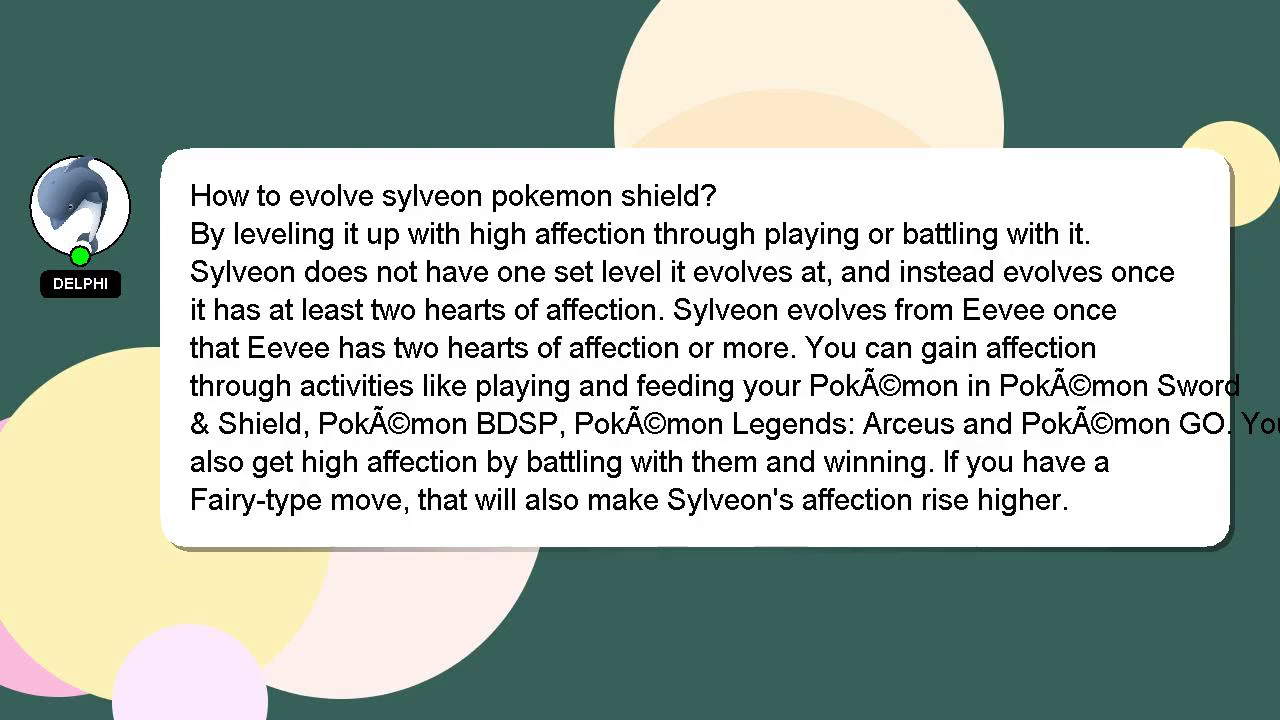 How to evolve sylveon pokemon shield?
By leveling it up with high affection through playing or battling with it.
Sylveon does not have one set level it evolves at, and instead evolves once
it has at least two hearts of affection. Sylveon evolves from Eevee once
that Eevee has two hearts of affection or more. You can gain affection
through activities like playing and feeding your PokÃ©mon in PokÃ©mon Sword
& Shield, PokÃ©mon BDSP, PokÃ©mon Legends: Arceus and PokÃ©mon GO. You
also get high affection by battling with them and winning. If you have a
Fairy-type move, that will also make Sylveon's affection rise higher.
DELPHI